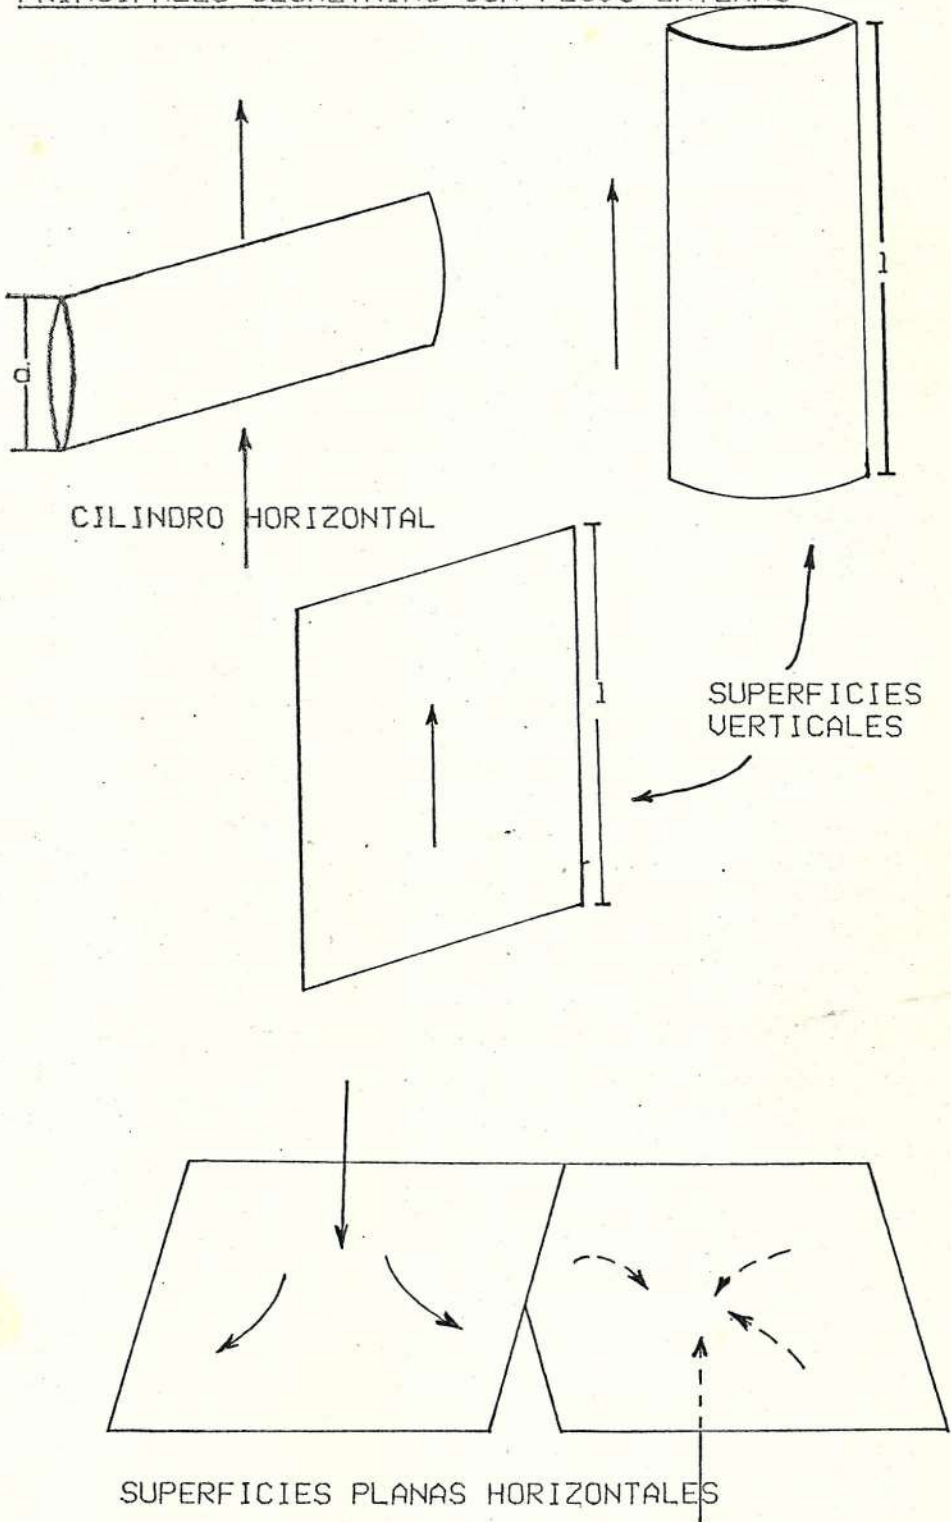 d
l
CILINDRO HORIZONTAL
l
SUPERFICIES
VERTICALES
SUPERFICIES PLANAS HORIZONTALES